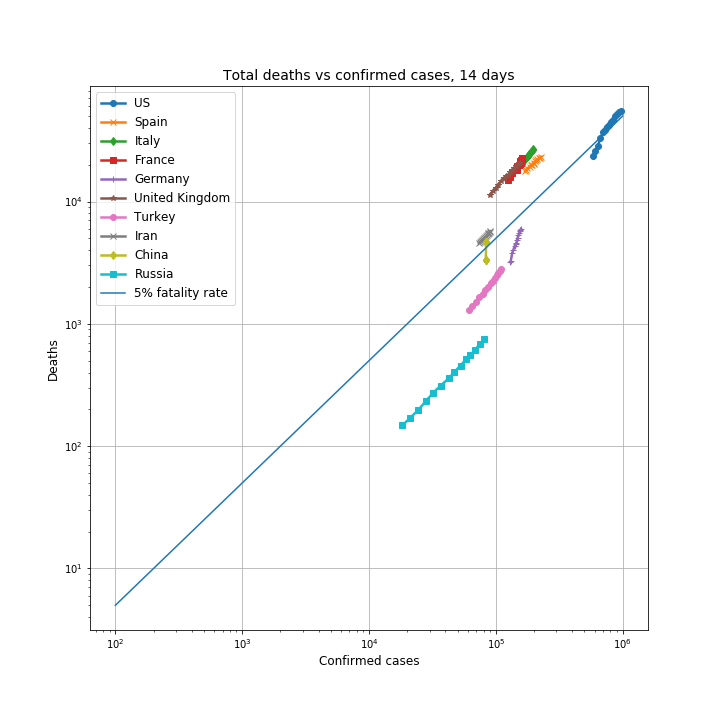 Total deaths vs confirmed cases, 14 days
US
Spain
Italy
France
Germany
United Kingdom
Turkey
Iran
China
Russia
5% fatality rate
Deaths
10⁴
10³
10²
10¹
10² 10³ 10⁴ 10⁵ 10⁶
Confirmed cases